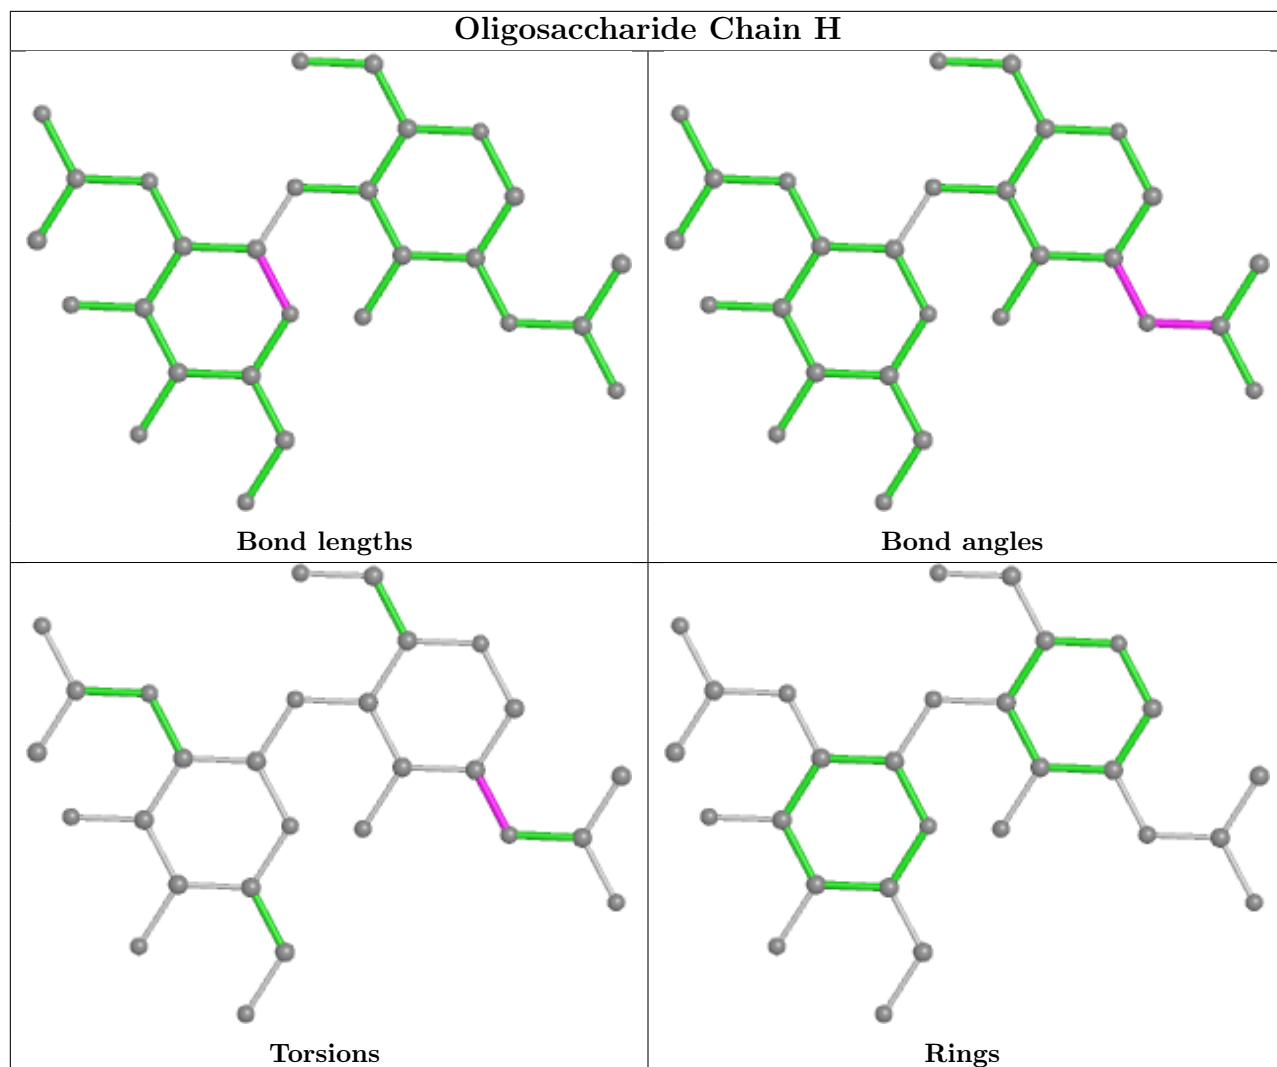 Oligosaccharide Chain H
Bond lengths
Bond angles
Torsions
Rings